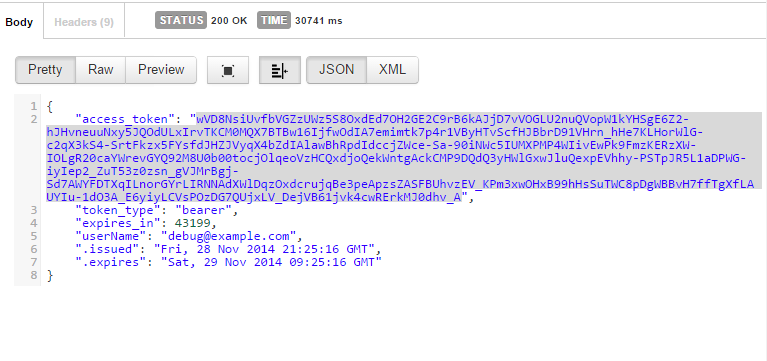 Body Headers (9) STATUS 200 OK TIME 30741 ms
Pretty Raw Preview JSON XML
1 {
2 "access_token": "wVD8NsiUvfbVGZzUWz5S8OxdEd7OH2GE2C9rB6kAJjD7vVOGLU2nuQVopW1kYHSgE6Z2-
hJHvneuuNxy5JQOdULxIrvTKCM0MQX7BTBw16IjfwOdIA7emimtk7p4r1VByHTvScfHJBbrD91VHrn_hHe7KLHorWlG-
c2qX3kS4-SrtFkzx5FYsfdJHZJVyqX4bZdIAlawBhRpdIdccjZWce-Sa-90iNWc5IUMXPMP4WIivEwPk9FmzKERzXW-
IOLgR20caYWrevGYQ92M8U0b00tocjOlqeoVzHCQxdjoQekWntgAckCMP9DQdQ3yHWlGxwJluQexpEVhhy-PSTpJR5L1aDPWG-
iyIep2_ZuT53z0zsn_gVJMrBgj-
Sd7AWYFDTXqILnorGYrLIRNNAdXWlDqzOxdcrujqBe3peApzsZASFBUhvzEV_KPm3xwOHxB99hHsSuTWC8pDgWBBvH7ffTgXfLA
UYIu-1dO3A_E6yiyLCVsPOzDG7QUjxLV_DejVB61jvk4cwRErkMJ0dhv_A",
3 "token_type": "bearer",
4 "expires_in": 43199,
5 "userName": "debug@example.com",
6 ".issued": "Fri, 28 Nov 2014 21:25:16 GMT",
7 ".expires": "Sat, 29 Nov 2014 09:25:16 GMT"
8 }